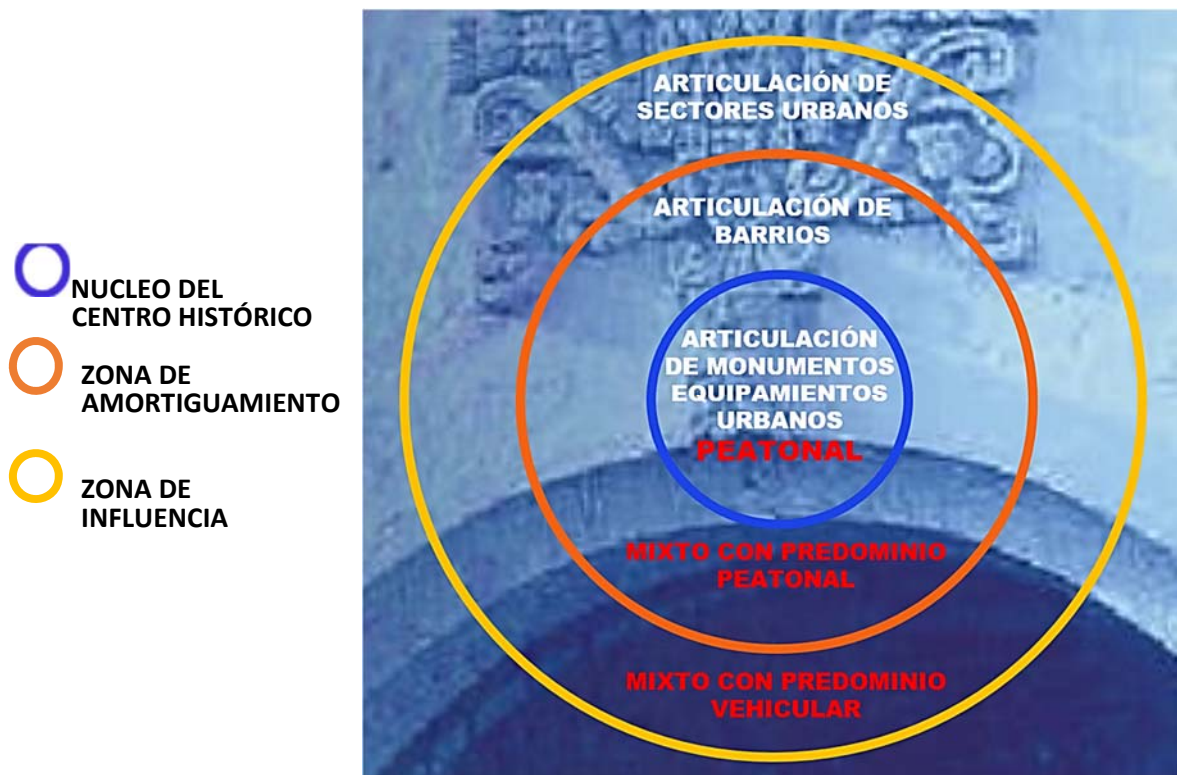 NUCLEO DEL
CENTRO HISTÓRICO
ZONA DE
AMORTIGUAMIENTO
ZONA DE
INFLUENCIA
ARTICULACIÓN DE
SECTORES URBANOS
ARTICULACIÓN DE
BARRIOS
ARTICULACIÓN
DE MONUMENTOS
EQUIPAMIENTOS
URBANOS
PEATONAL
MIXTO CON PREDOMINIO
PEATONAL
MIXTO CON PREDOMINIO
VEHICULAR